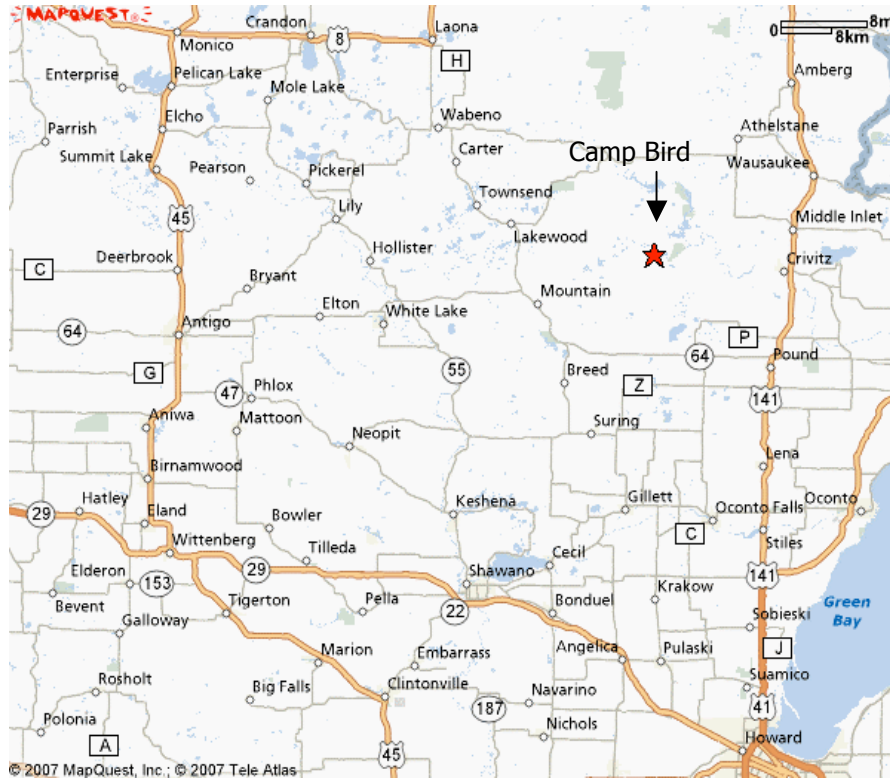 MAPQUEST
Crandon
Laona
8m
0
8km
Monico
8
H
Enterprise
Pelican Lake
Mole Lake
Amberg
Parrish
Elcho
Wabeno
Athelstane
Summit Lake
Pearson
Pickerel
Carter
Camp Bird
Wausaukee
45
Lily
Townsend
Middle Inlet
Lakewood
C
Deerbrook
Hollister
Crivitz
Bryant
Mountain
64
Antigo
Elton
White Lake
P
G
55
64
Pound
47
Phlox
Breed
Z
141
Aniwa
Mattoon
Neopit
Suring
Birnamwood
Lena
29
Hatley
Eland
Bowler
Keshena
Gillett
Oconto Falls
Oconto
C
Wittenberg
Tilleda
Cecil
Stiles
Elderon
153
29
Shawano
141
Bevent
Tigerton
Pella
22
Bonduel
Krakow
Green
Bay
Galloway
Sobieski
Marion
Embarrass
Angelica
Pulaski
J
Rosholt
Big Falls
Clintonville
Navarino
Suamico
187
41
Polonia
A
Nichols
45
Howard
© 2007 MapQuest, Inc.; © 2007 Tele Atlas